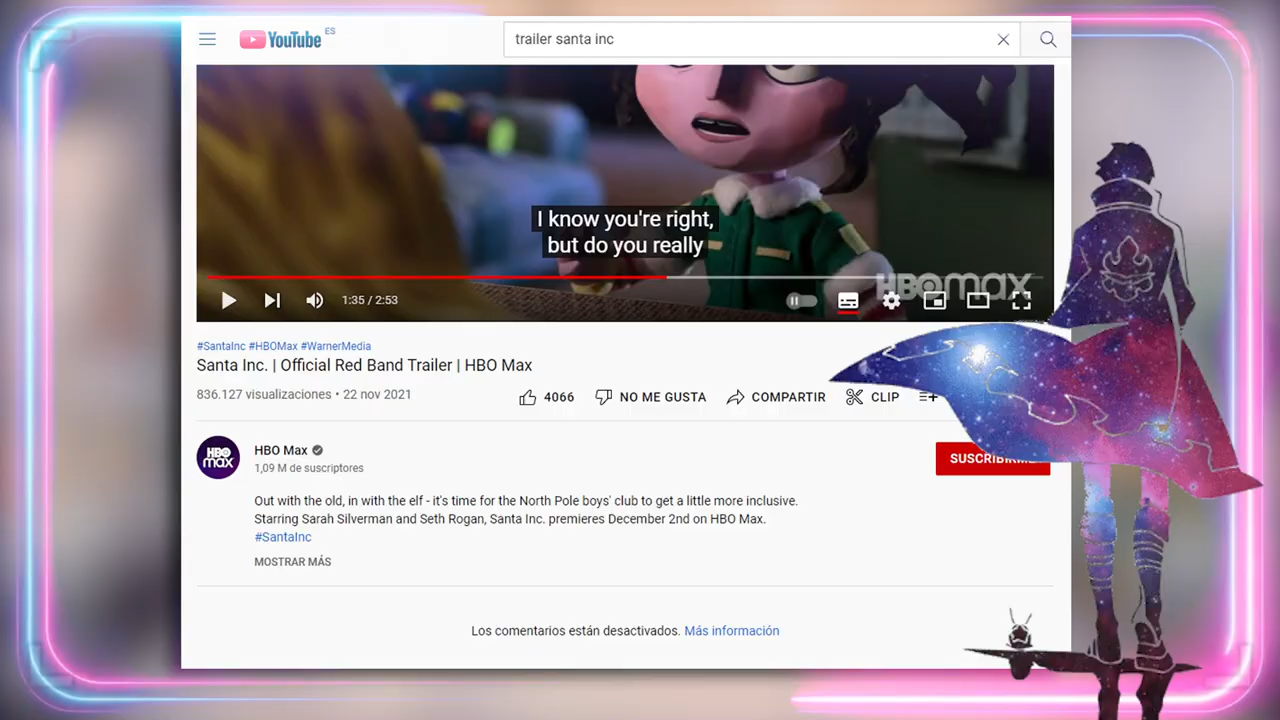 YouTube ES
trailer santa inc
I know you're right,
but do you really
HBOMAX
1:35 / 2:53
#SantaInc #HBOMax #WarnerMedia
Santa Inc. | Official Red Band Trailer | HBO Max
836.127 visualizaciones • 22 nov 2021
4066 NO ME GUSTA COMPARTIR CLIP
HBO max
HBO Max
1,09 M de suscriptores
SUSCRIBIRME
Out with the old, in with the elf - it's time for the North Pole boys' club to get a little more inclusive.
Starring Sarah Silverman and Seth Rogan, Santa Inc. premieres December 2nd on HBO Max.
#SantaInc
MOSTRAR MÁS
Los comentarios están desactivados. Más información